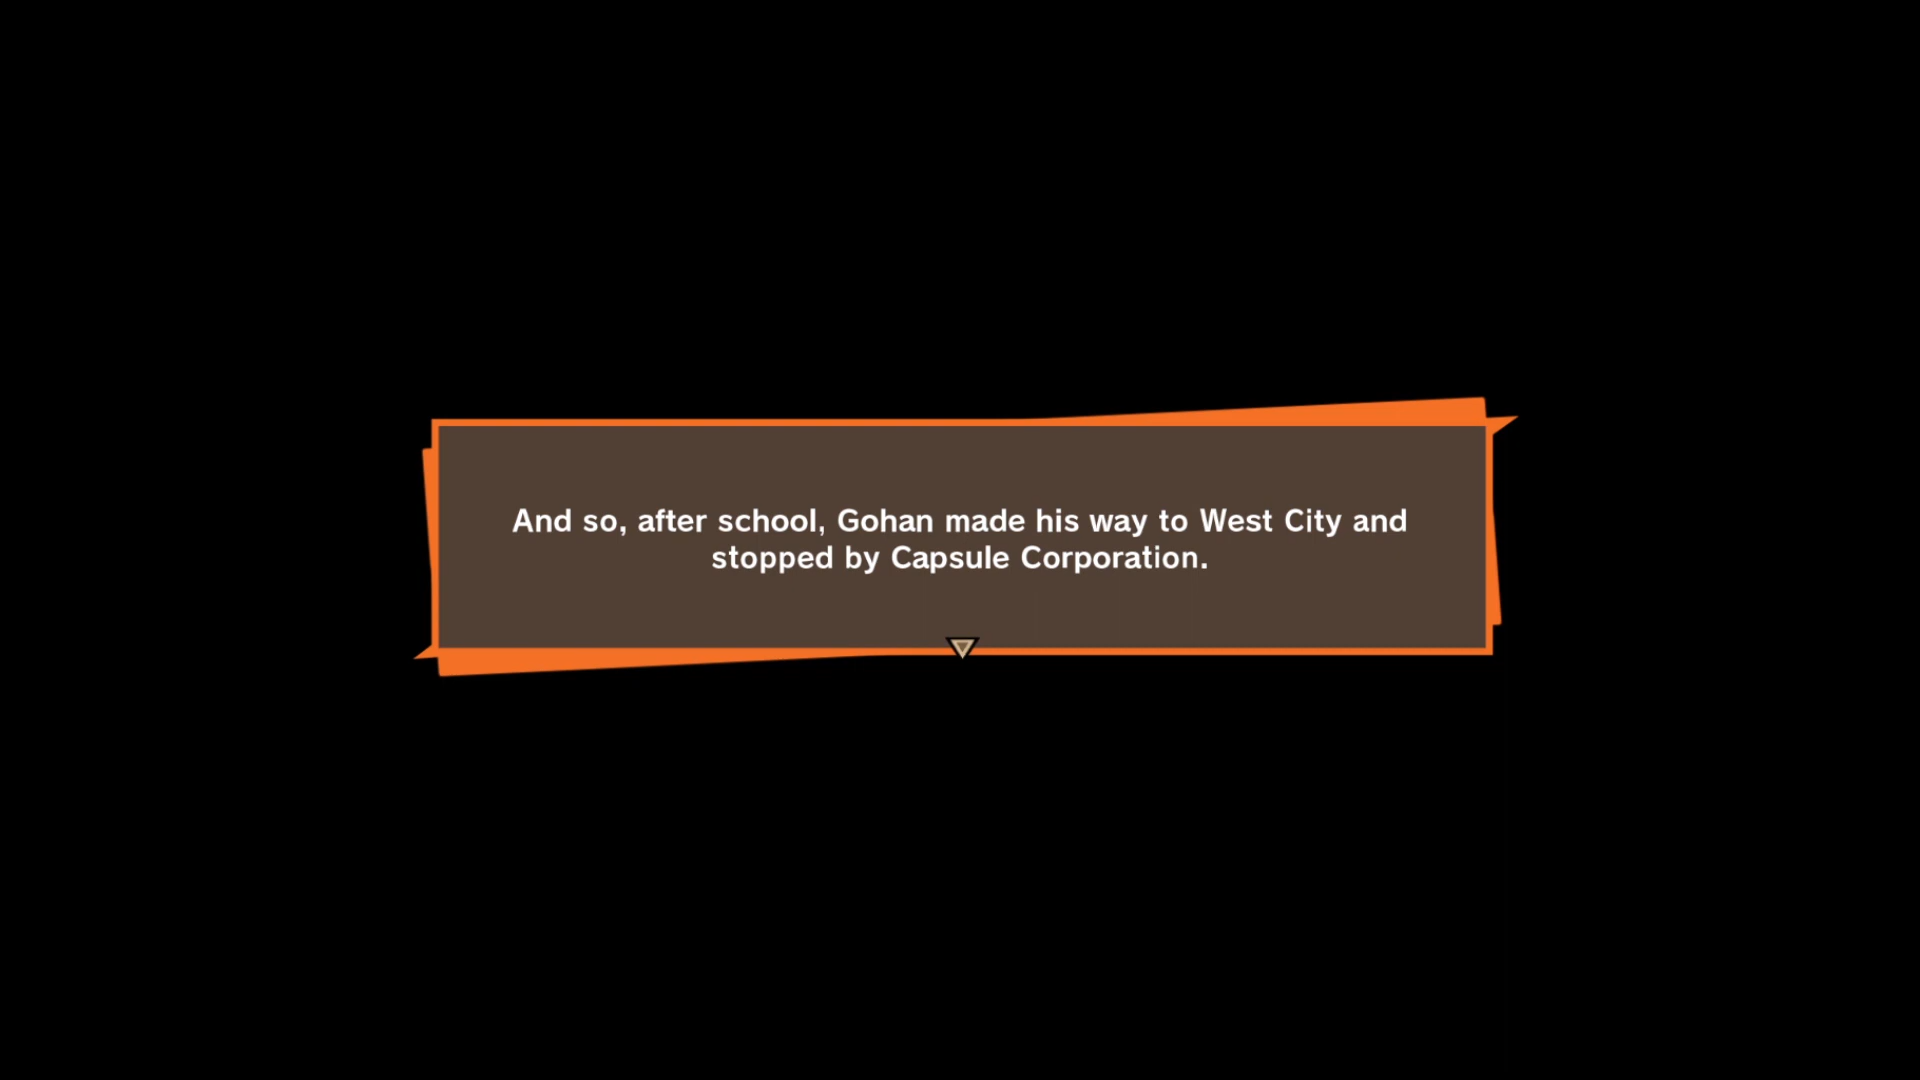 And so, after school, Gohan made his way to West City and
stopped by Capsule Corporation.